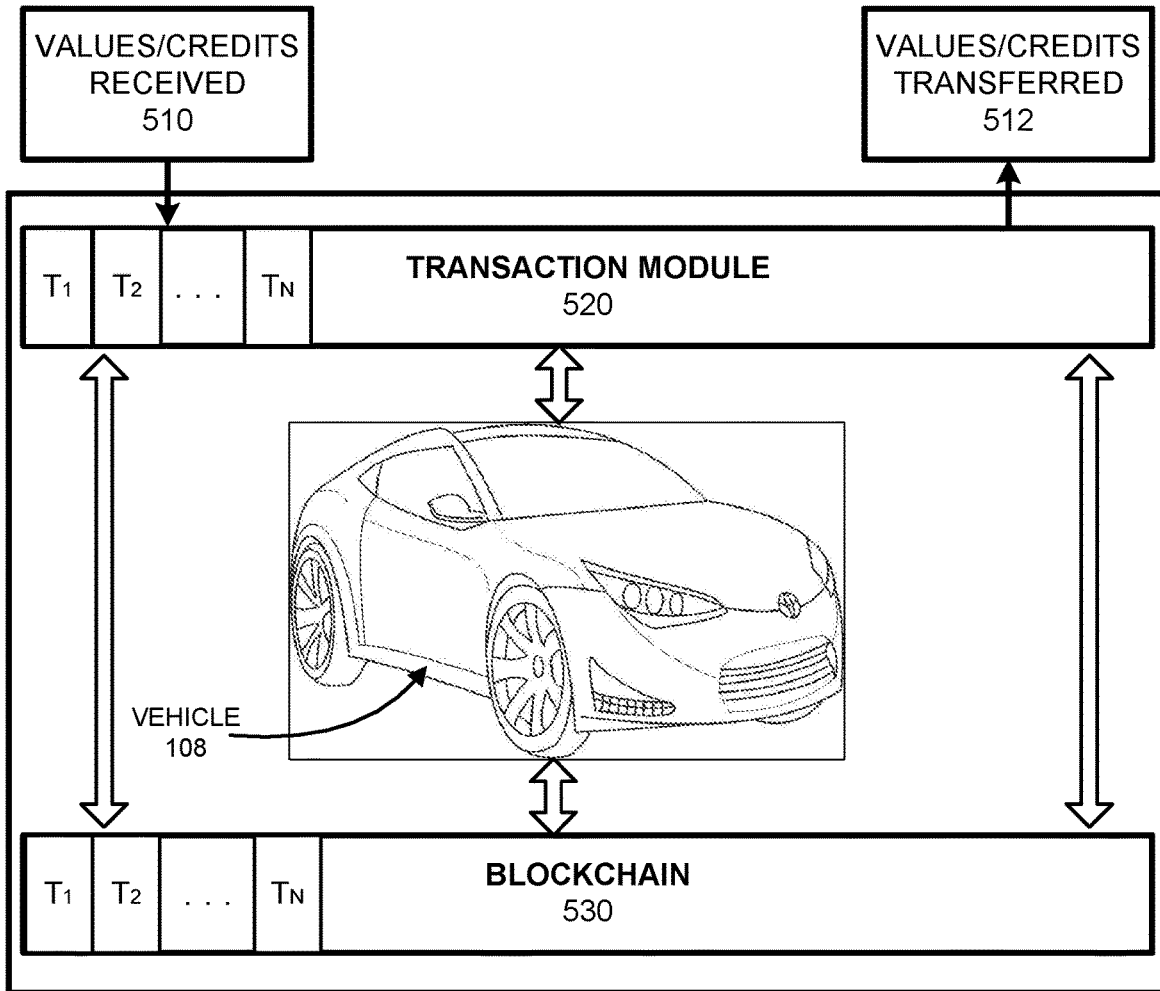 VALUES/CREDITS
RECEIVED
510
VALUES/CREDITS
TRANSFERRED
512
T1 T2 . . . TN
TRANSACTION MODULE
520
VEHICLE
108
T1 T2 . . . TN
BLOCKCHAIN
530